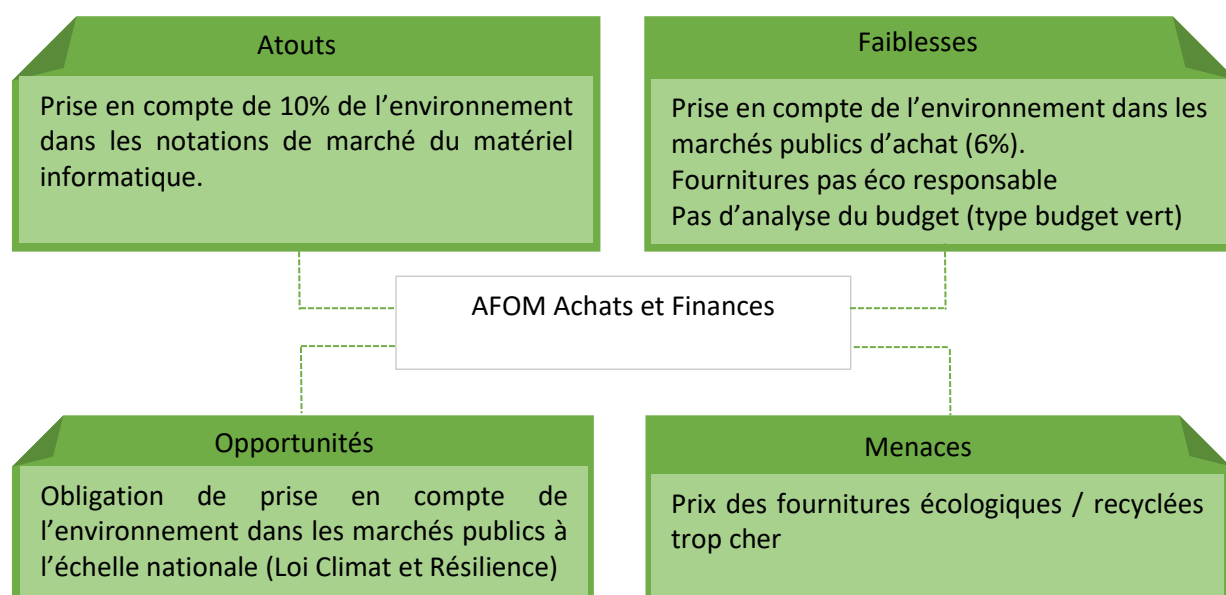 Atouts
Prise en compte de 10% de l'environnement
dans les notations de marché du matériel
informatique.
Faiblesses
Prise en compte de l'environnement dans les
marchés publics d'achat (6%).
Fournitures pas éco responsable
Pas d'analyse du budget (type budget vert)
AFOM Achats et Finances
Opportunités
Obligation de prise en compte de
l'environnement dans les marchés publics à
l'échelle nationale (Loi Climat et Résilience)
Menaces
Prix des fournitures écologiques / recyclées
trop cher